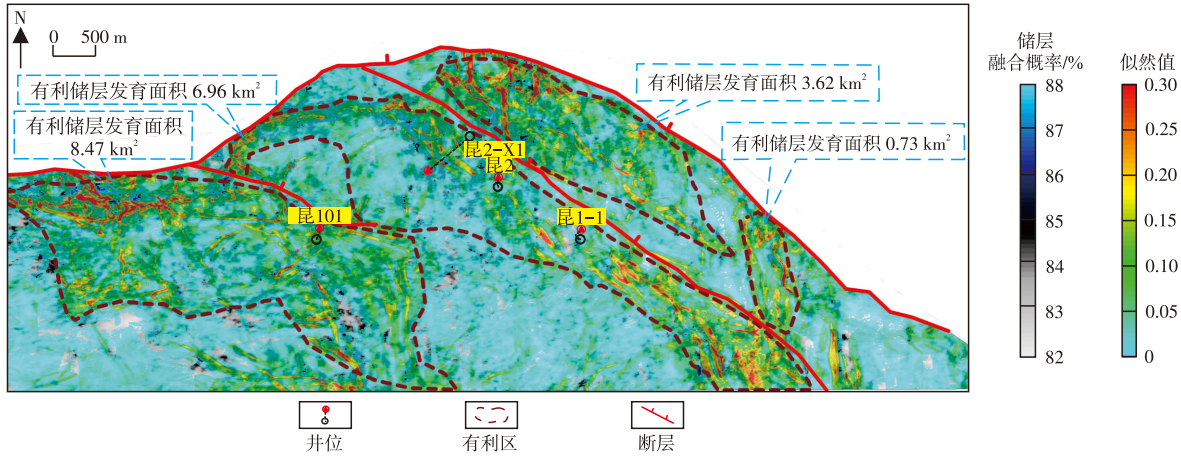 N
0 500 m
有利储层发育面积 6.96 km²
有利储层发育面积
8.47 km²
有利储层发育面积 3.62 km²
有利储层发育面积 0.73 km²
昆2-X1
昆2
昆101
昆1-1
储层
融合概率/%
88
87
86
85
84
83
82
似然值
0.30
0.25
0.20
0.15
0.10
0.05
0
井位
有利区
断层